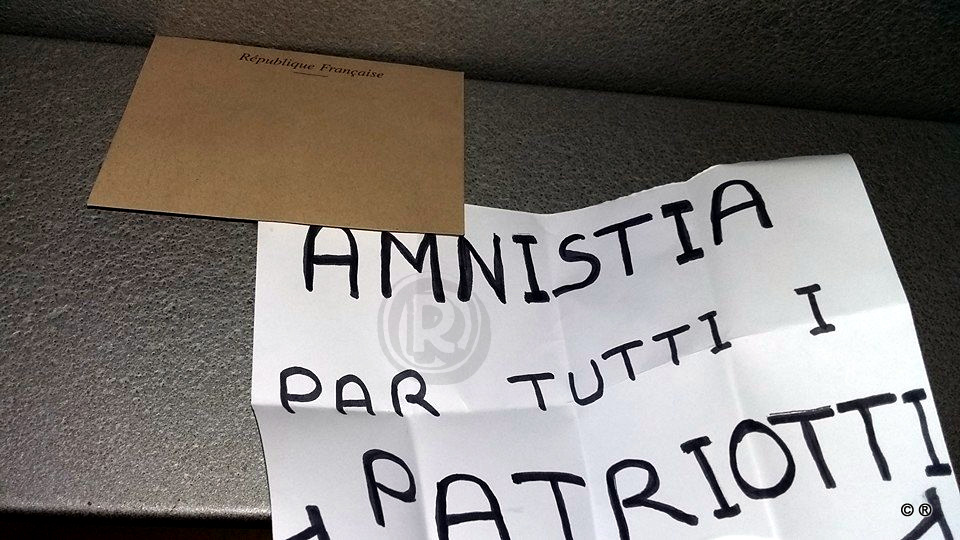 République Française
AMNISTIA
PAR TUTTI I
PATRIOTTI
®
© ®